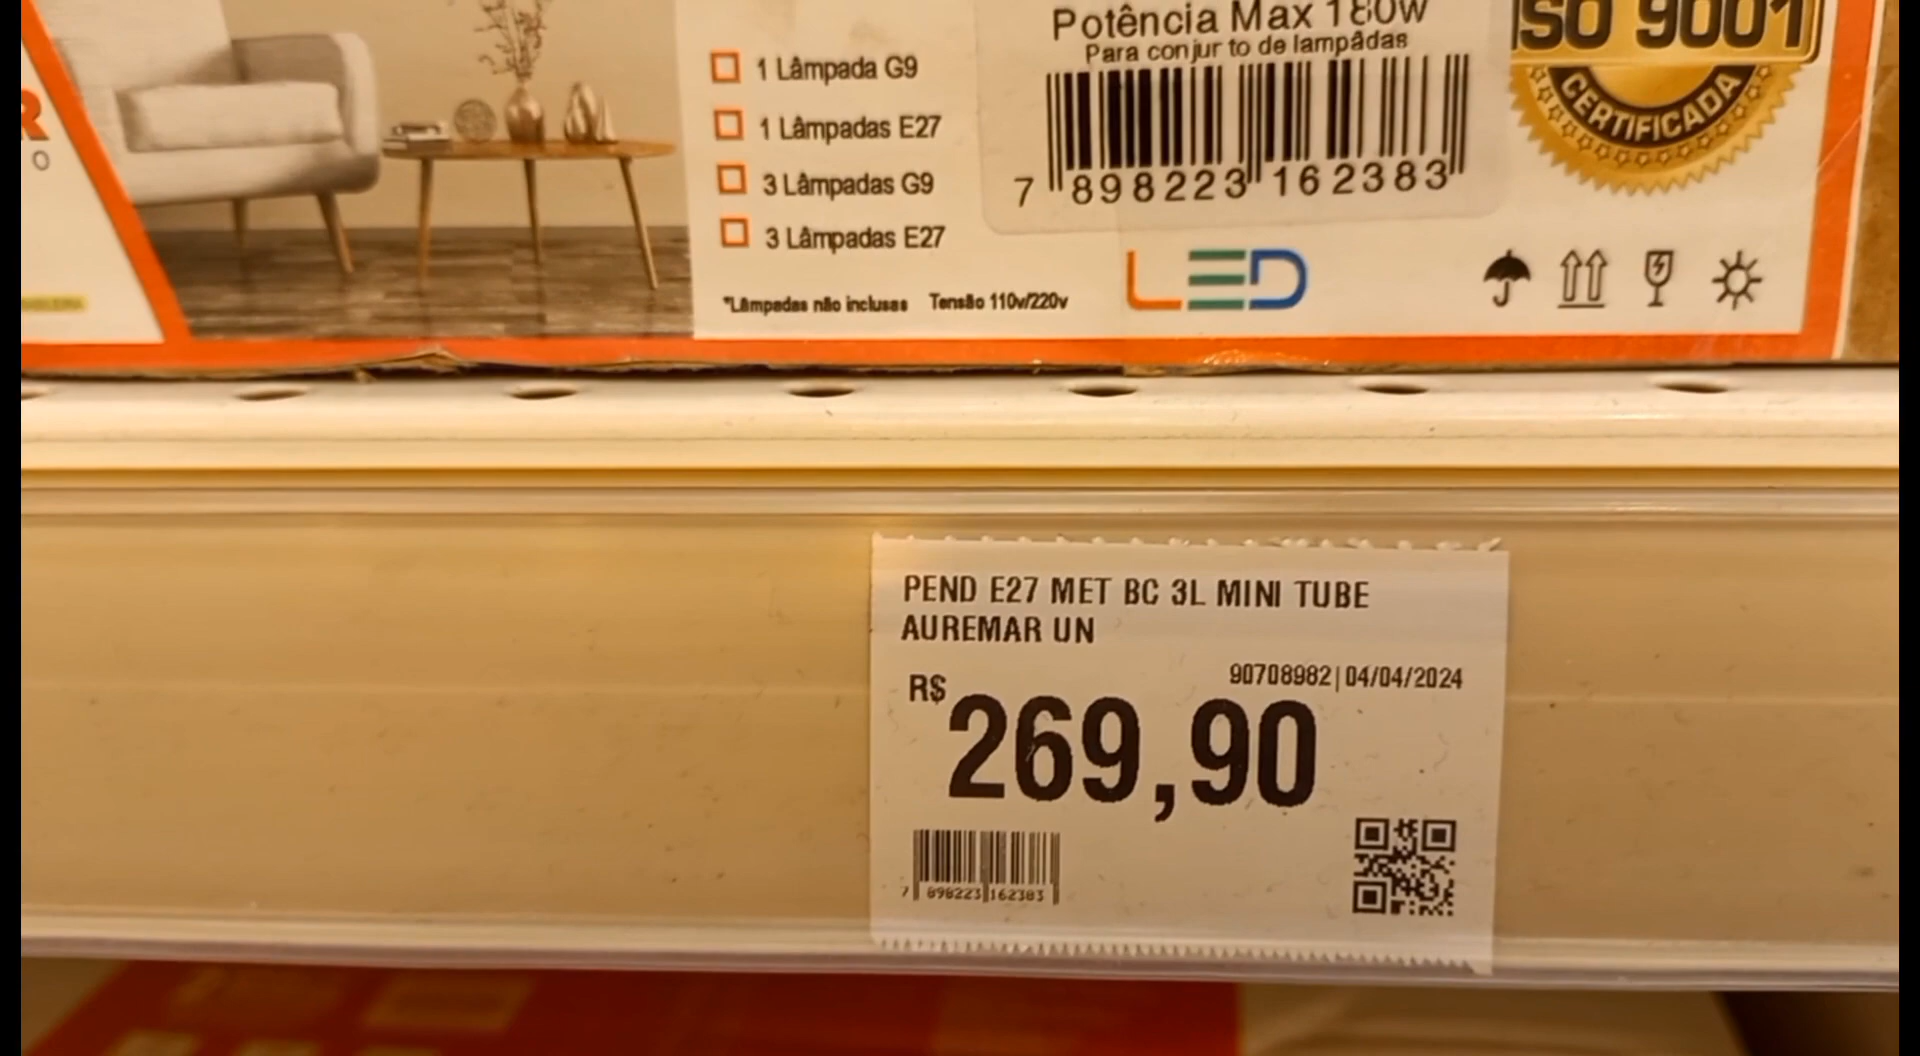 R
O
1 Lâmpada G9
1 Lâmpadas E27
3 Lâmpadas G9
3 Lâmpadas E27
*Lâmpadas não inclusas Tensão 110v/220v
Potência Max 180w
Para conjunto de lampâdas
7 898223 162383
LED
ISO 9001
CERTIFICADA
PEND E27 MET BC 3L MINI TUBE
AUREMAR UN
90708982|04/04/2024
R$ 269,90
7 898223 162383